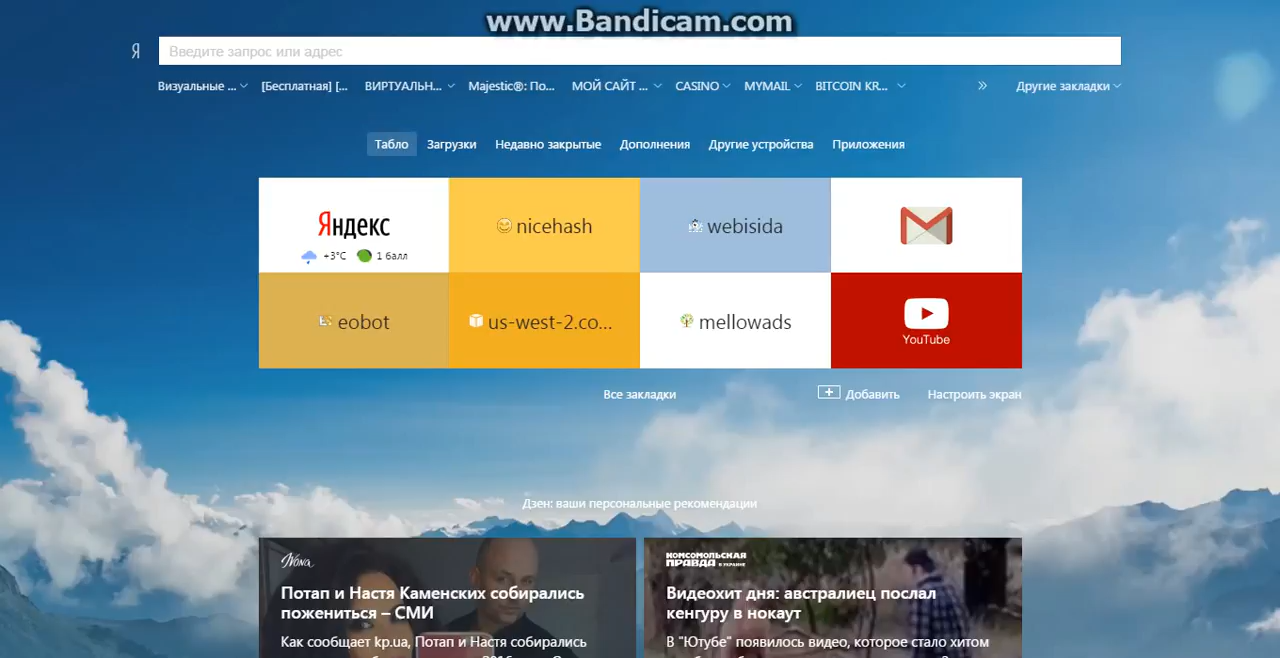 www.Bandicam.com
Я Введите запрос или адрес
Визуальные ... [Бесплатная] [... ВИРТУАЛЬН... Majestic®: По... МОЙ САЙТ ... CASINO MYMAIL BITCOIN KR... » Другие закладки
Табло Загрузки Недавно закрытые Дополнения Другие устройства Приложения
Яндекс
+3°C 1 балл
nicehash
webisida
eobot
us-west-2.co...
mellowads
YouTube
Все закладки Добавить Настроить экран
Дзен: ваши персональные рекомендации
Ivona
Потап и Настя Каменских собирались
пожениться – СМИ
Как сообщает kp.ua, Потап и Настя собирались
КОМСОМОЛЬСКАЯ
ПРАВДА В УКРАИНЕ
Видеохит дня: австралиец послал
кенгуру в нокаут
В "Ютубе" появилось видео, которое стало хитом